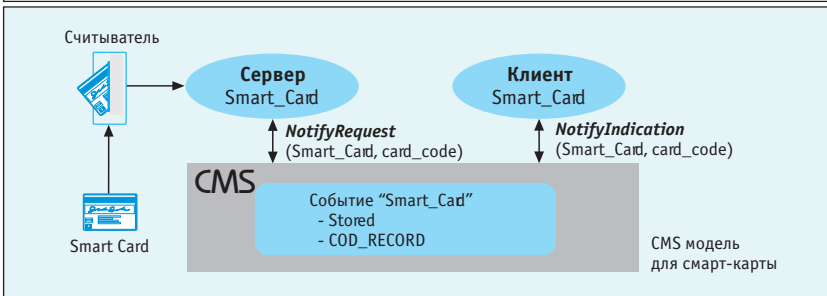 Считыватель
Сервер
Smart_Card
Клиент
Smart_Card
NotifyRequest
(Smart_Card, card_code)
NotifyIndication
(Smart_Card, card_code)
CMS
Событие “Smart_Card”
- Stored
- COD_RECORD
Smart Card
CMS модель
для смарт-карты